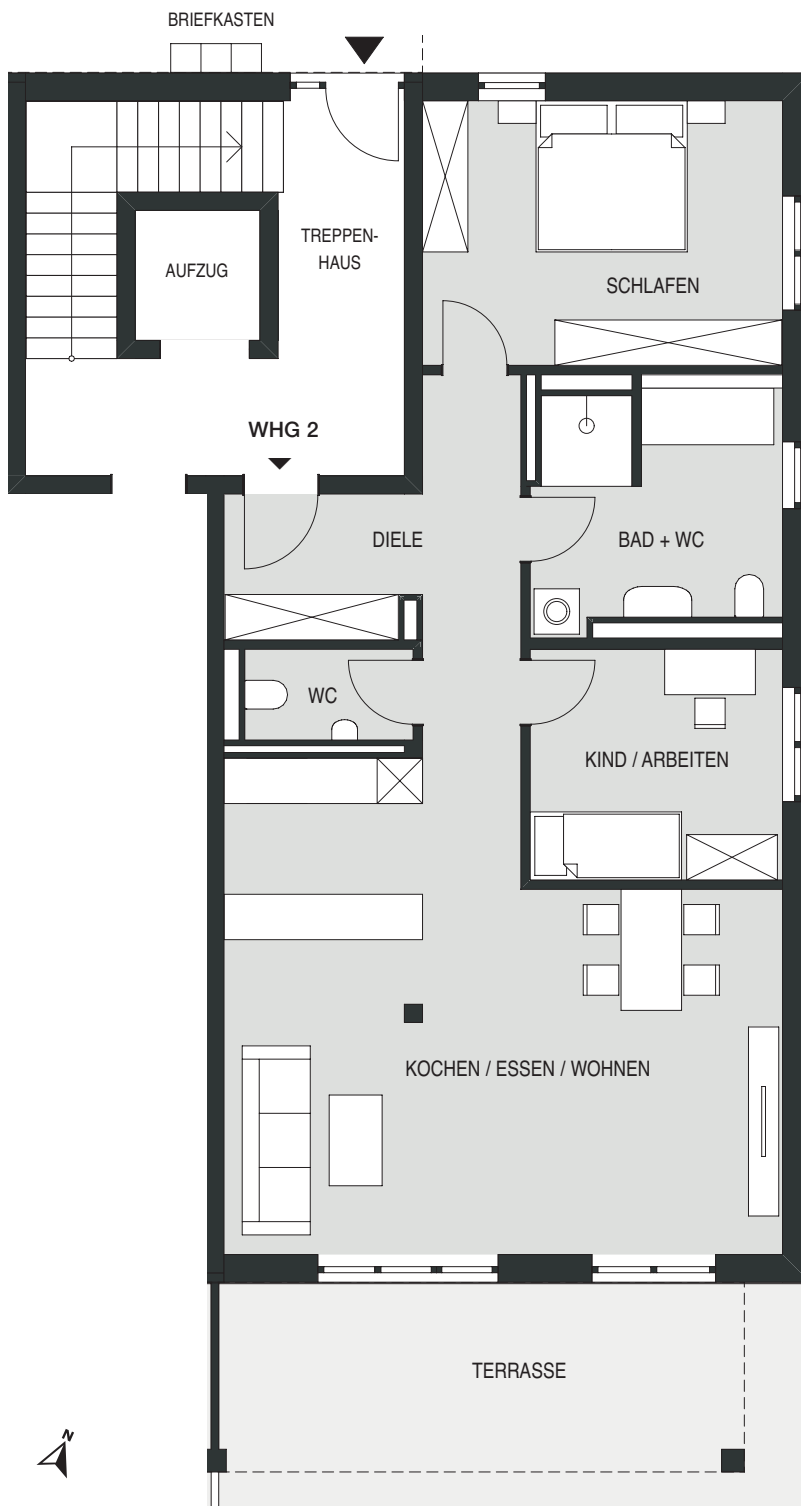 BRIEFKASTEN
TREPPEN-
HAUS
AUFZUG
SCHLAFEN
WHG 2
DIELE
BAD + WC
WC
KIND / ARBEITEN
KOCHEN / ESSEN / WOHNEN
TERRASSE
N